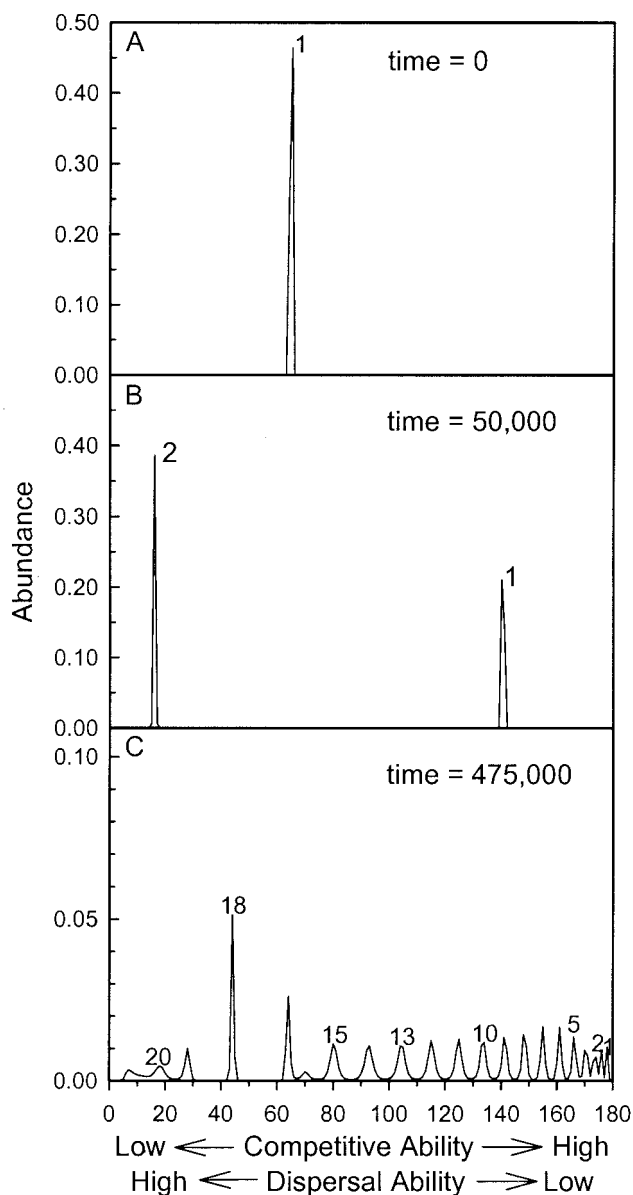 0.50
A
1
time = 0
0.40
0.30
0.20
0.10
0.00
B
time = 50,000
2
0.40
0.30
1
0.20
0.10
0.00
Abundance
C
time = 475,000
0.10
18
0.05
20
15
13
10
5
2
1
0.00
0 20 40 60 80 100 120 140 160 180
Low ← Competitive Ability → High
High ← Dispersal Ability → Low